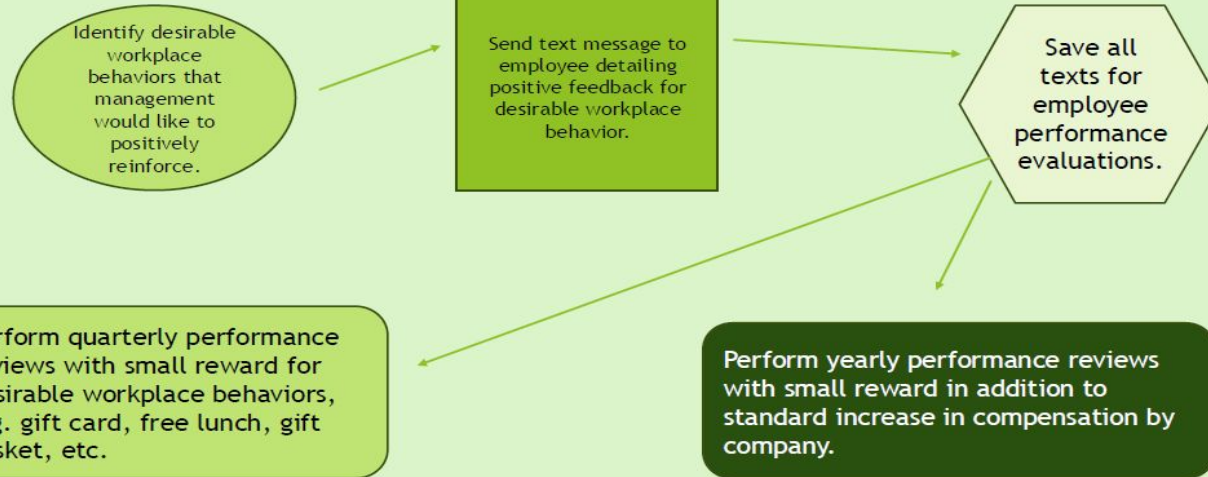 Identify desirable
workplace
behaviors that
management
would like to
positively
reinforce.
Send text message to
employee detailing
positive feedback for
desirable workplace
behavior.
Save all
texts for
employee
performance
evaluations.
rform quarterly performance
views with small reward for
sirable workplace behaviors,
g. gift card, free lunch, gift
sket, etc.
Perform yearly performance reviews
with small reward in addition to
standard increase in compensation by
company.